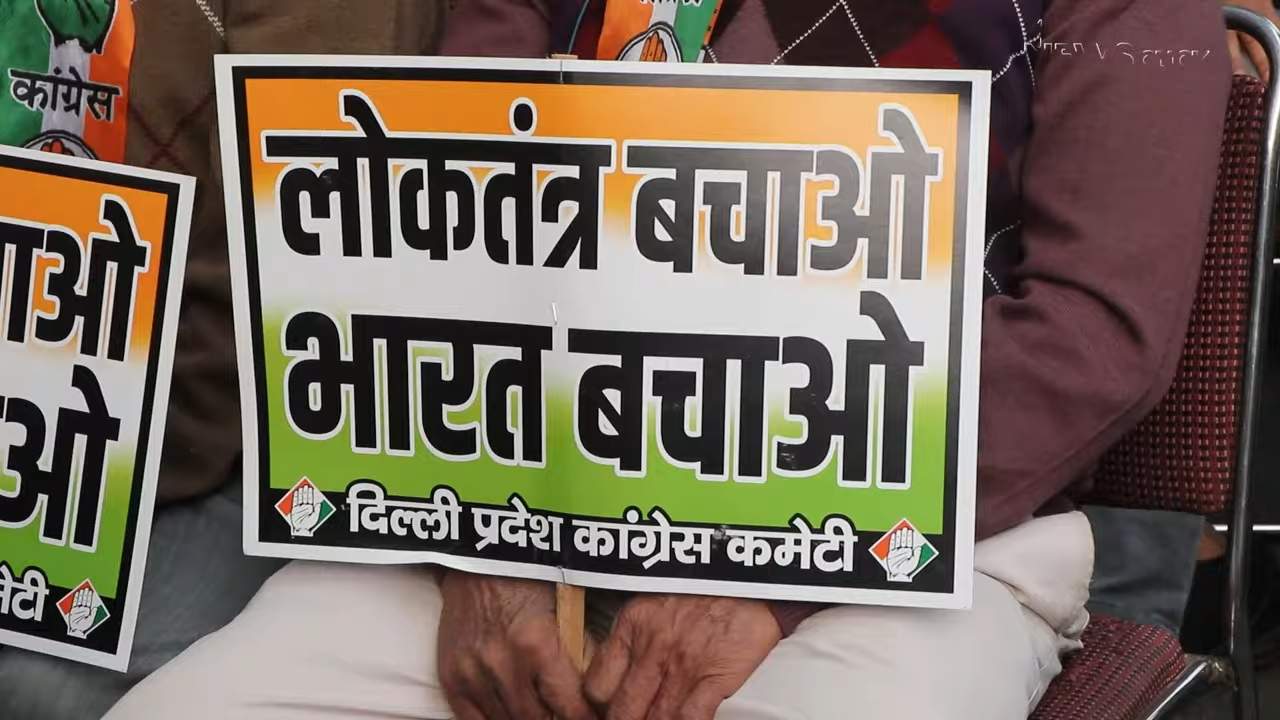 कांग्रेस
लोकतंत्र बचाओ
भारत बचाओ
दिल्ली प्रदेश कांग्रेस कमेटी